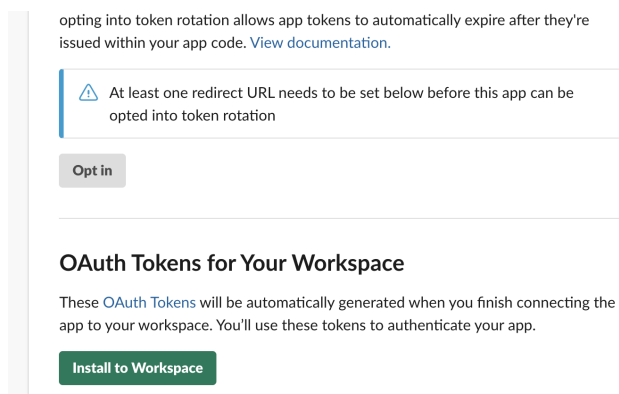 opting into token rotation allows app tokens to automatically expire after they're
issued within your app code. View documentation.
At least one redirect URL needs to be set below before this app can be
opted into token rotation
Opt in
OAuth Tokens for Your Workspace
These OAuth Tokens will be automatically generated when you finish connecting the
app to your workspace. You’ll use these tokens to authenticate your app.
Install to Workspace